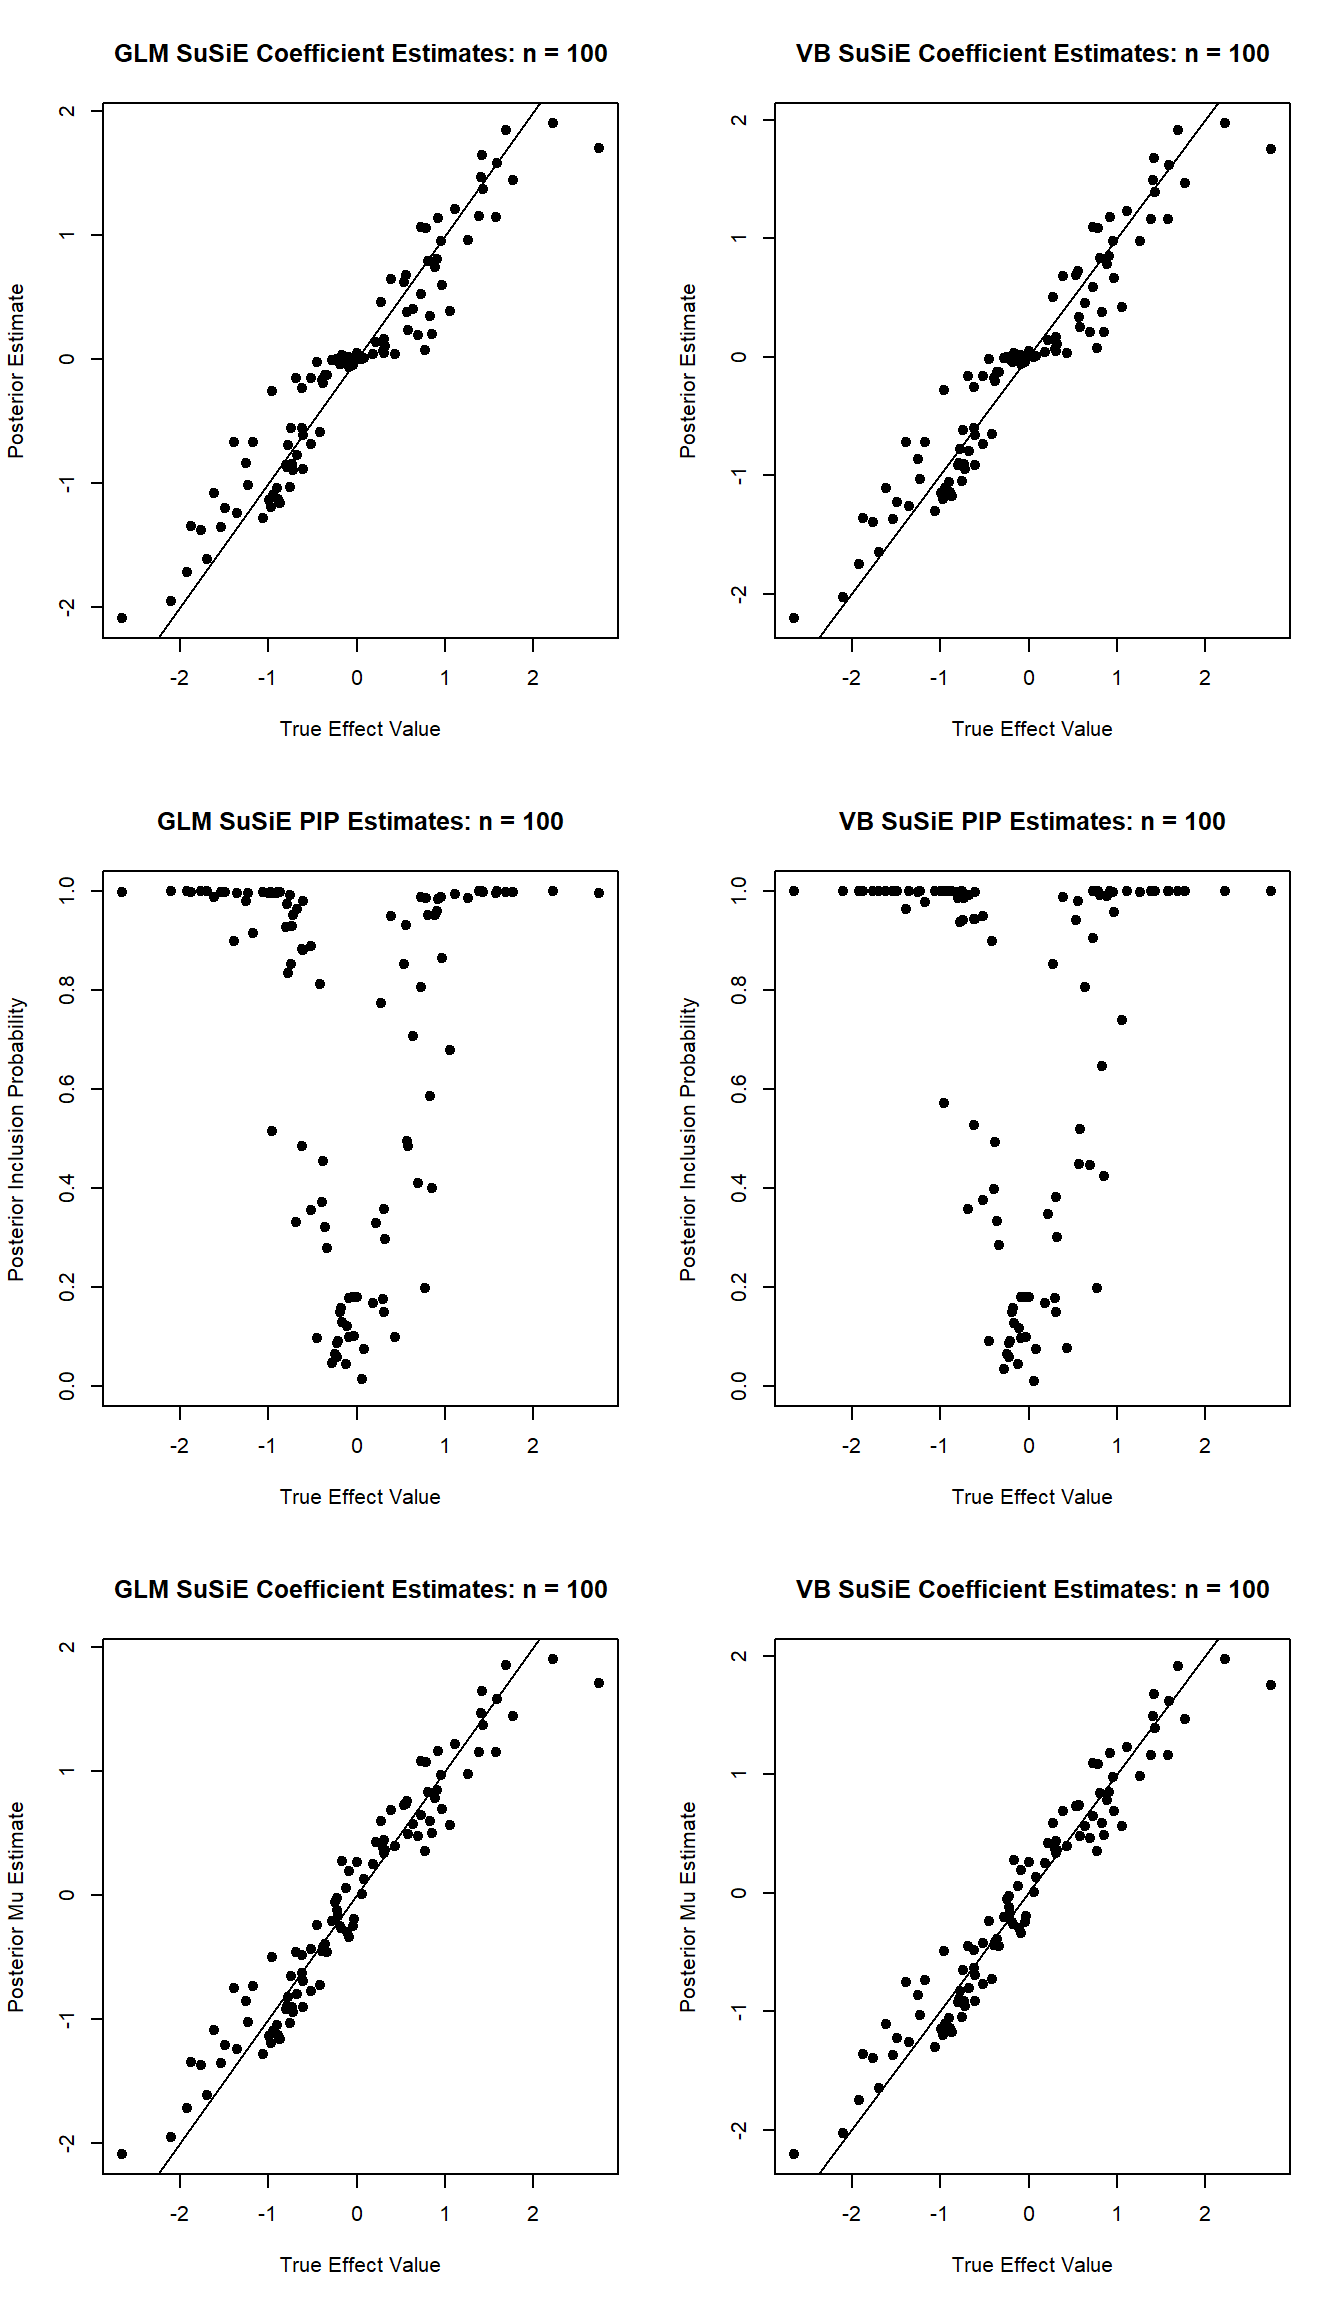 GLM SuSiE Coefficient Estimates: n = 100
Posterior Estimate
2
1
0
-1
-2
-2 -1 0 1 2
True Effect Value
VB SuSiE Coefficient Estimates: n = 100
Posterior Estimate
2
1
0
-1
-2
-2 -1 0 1 2
True Effect Value
GLM SuSiE PIP Estimates: n = 100
Posterior Inclusion Probability
1.0
0.8
0.6
0.4
0.2
0.0
-2 -1 0 1 2
True Effect Value
VB SuSiE PIP Estimates: n = 100
Posterior Inclusion Probability
1.0
0.8
0.6
0.4
0.2
0.0
-2 -1 0 1 2
True Effect Value
GLM SuSiE Coefficient Estimates: n = 100
Posterior Mu Estimate
2
1
0
-1
-2
-2 -1 0 1 2
True Effect Value
VB SuSiE Coefficient Estimates: n = 100
Posterior Mu Estimate
2
1
0
-1
-2
-2 -1 0 1 2
True Effect Value